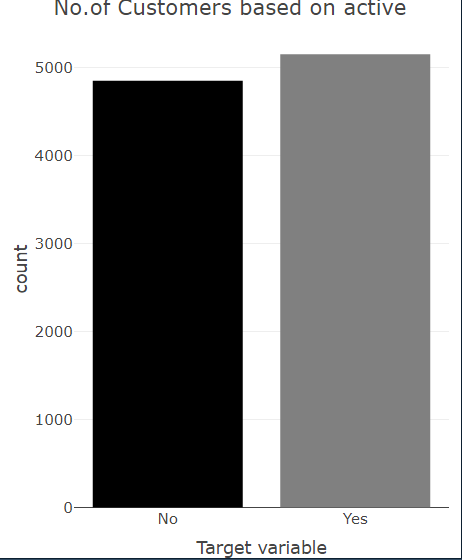 No.of Customers based on active
5000
4000
3000
2000
1000
0
count
No Yes
Target variable